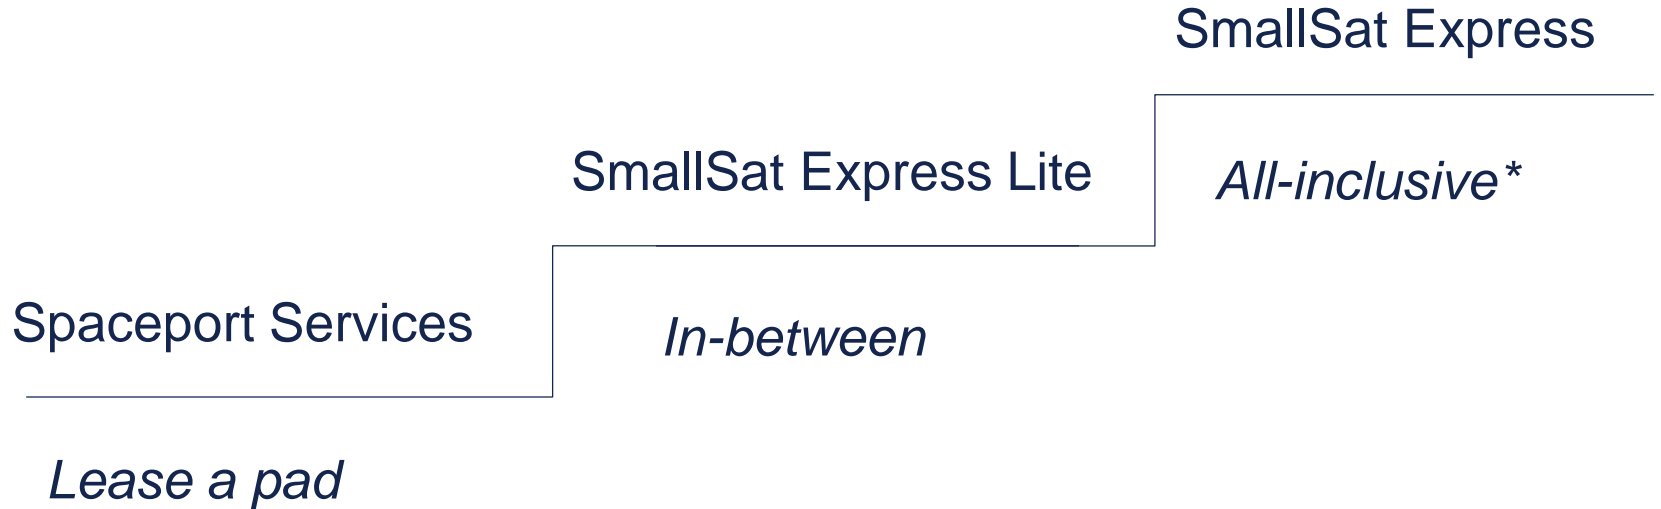 SmallSat Express
All-inclusive*
SmallSat Express Lite
In-between
Spaceport Services
Lease a pad